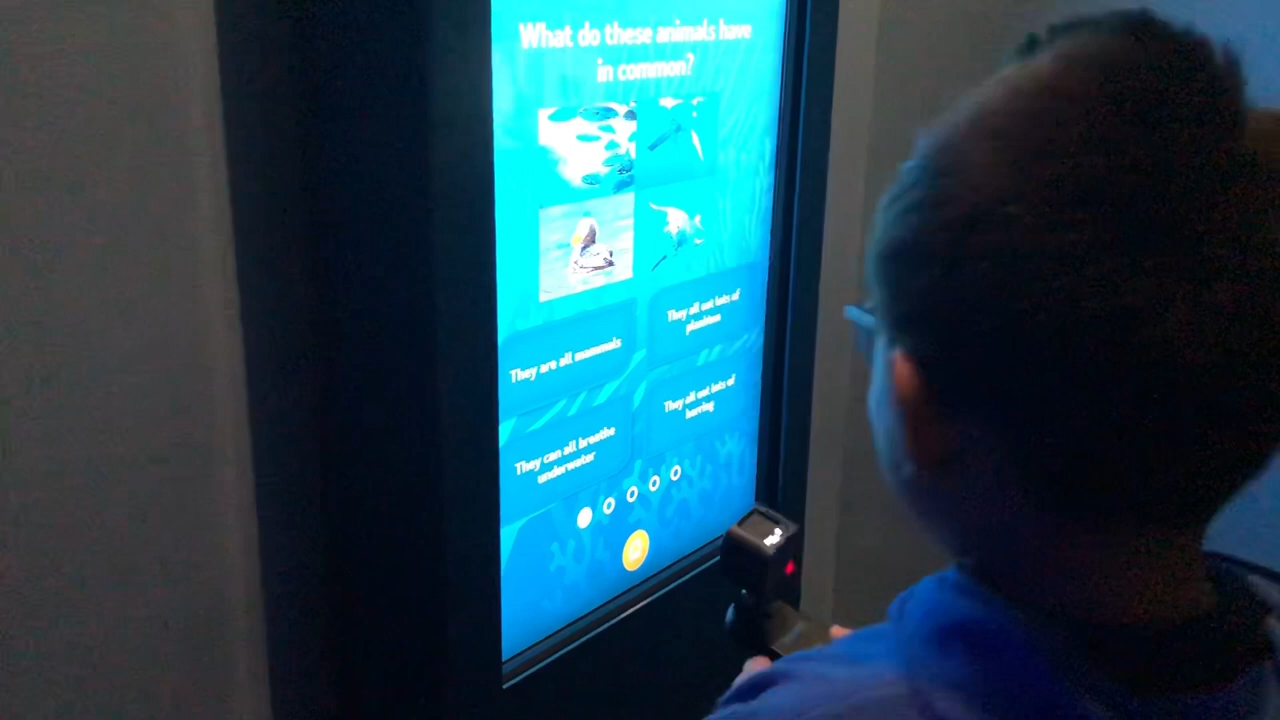 What do these animals have
in common?
They are all mammals
They all eat lots of
plankton
They can all breathe
underwater
They all eat lots of
herring